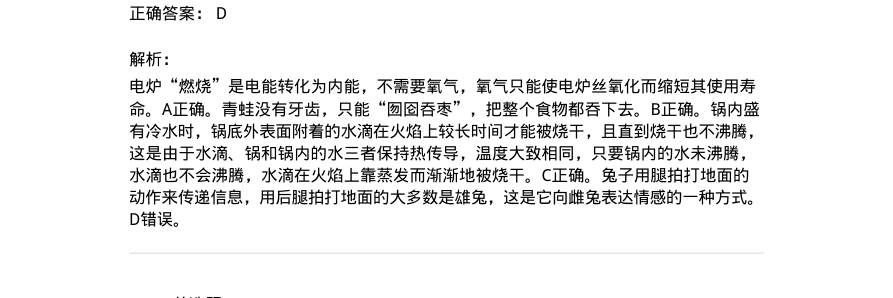 正确答案： D
解析：
电炉“燃烧”是电能转化为内能，不需要氧气，氧气只能使电炉丝氧化而缩短其使用寿
命。A正确。青蛙没有牙齿，只能“囫囵吞枣”，把整个食物都吞下去。B正确。锅内盛
有冷水时，锅底外表面附着的水滴在火焰上较长时间才能被烧干，且直到烧干也不沸腾，
这是由于水滴、锅和锅内的水三者保持热传导，温度大致相同，只要锅内的水未沸腾，
水滴也不会沸腾，水滴在火焰上靠蒸发而渐渐地被烧干。C正确。兔子用腿拍打地面的
动作来传递信息，用后腿拍打地面的大多数是雄兔，这是它向雌兔表达情感的一种方式。
D错误。